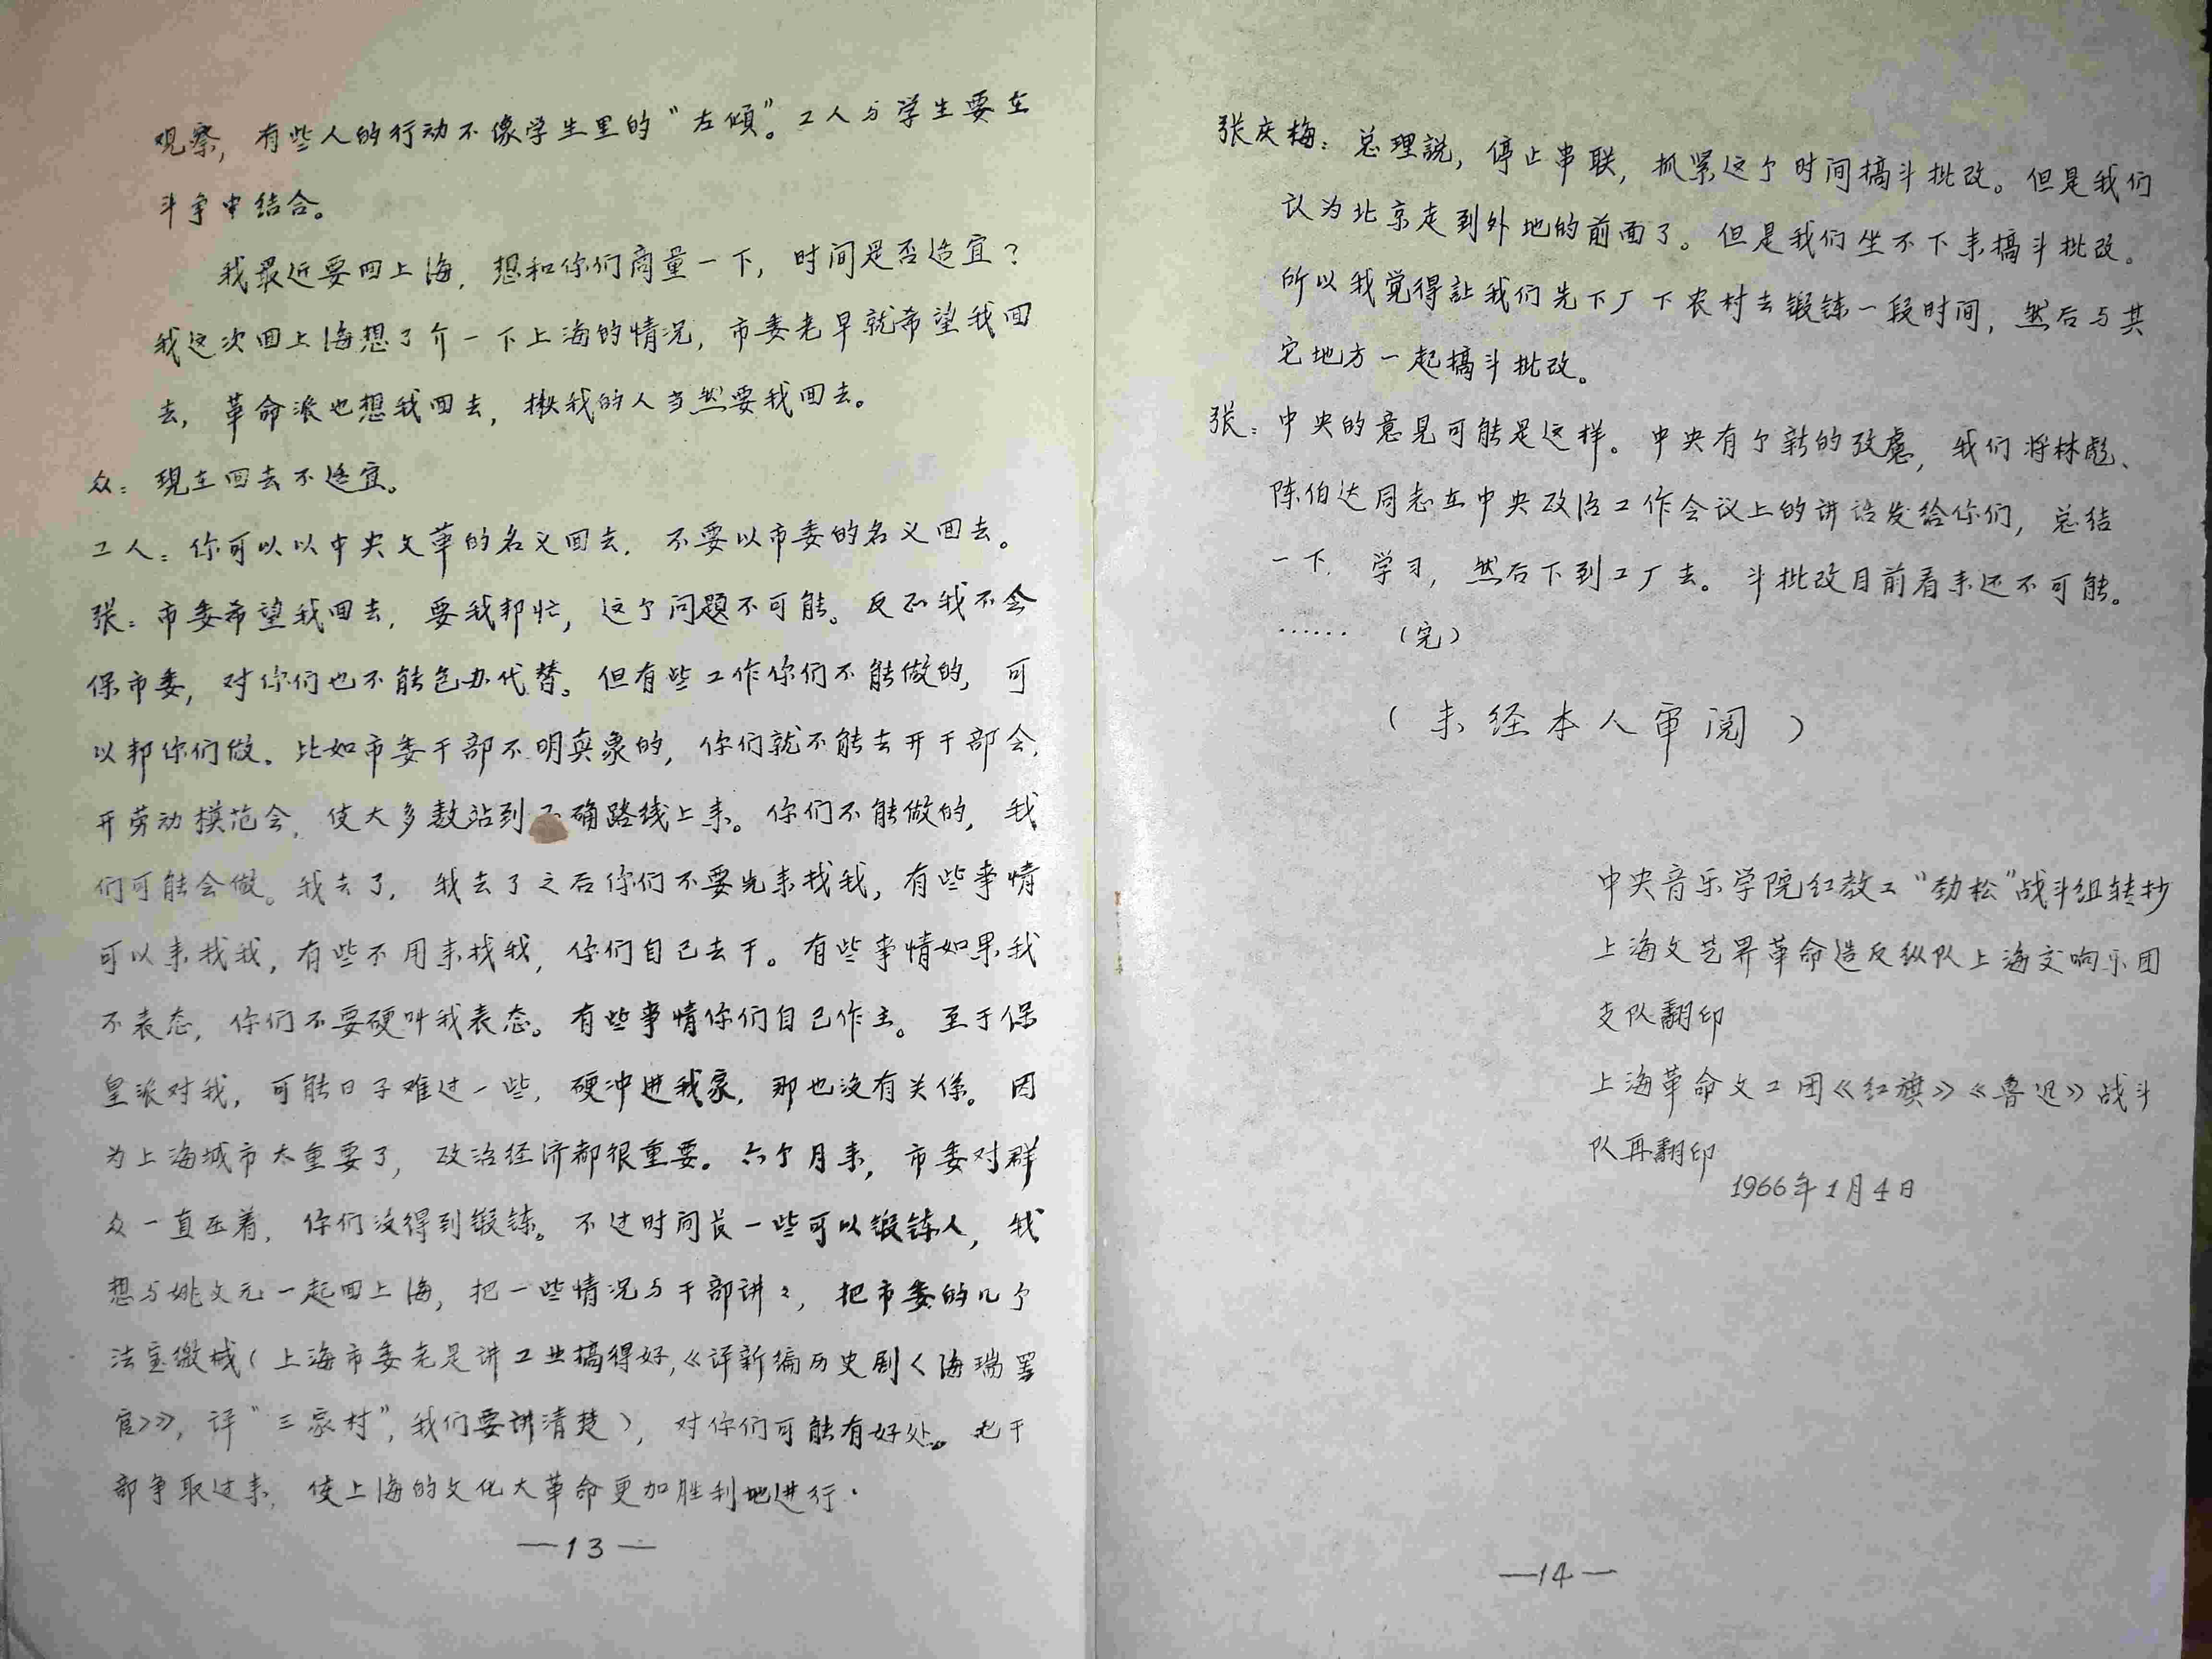 观察，有些人的行动不像学生里的“左倾”。工人与学生要在
斗争中结合。
我最近要回上海，想和你们商量一下，时间是否适宜？
我这次回上海想了介一下上海的情况，市委老早就希望我回
去，革命派也想我回去，揪我的人当然要我回去。
众：现在回去不适宜。
工人：你可以以中央文革的名义回去，不要以市委的名义回去。
张：市委希望我回去，要我邦忙，这个问题不可能。反正我不会
保市委，对你们也不能包办代替。但有些工作你们不能做的，可
以邦你们做。比如市委干部不明真象的，你们就不能去开干部会，
开劳动模范会，使大多数站到正确路线上来。你们不能做的，我
们可能会做。我去了，我去了之后你们不要先来找我，有些事情
可以来找我，有些不用来找我，你们自己去干。有些事情如果我
不表态，你们不要硬叫我表态。有些事情你们自己作主。至于保
皇派对我，可能日子难过一些，硬冲进我家，那也没有关係。因
为上海城市太重要了，政治经济都很重要。六个月来，市委对群
众一直压着，你们没得到锻鍊。不过时间长一些可以锻鍊人，我
想与姚文元一起回上海，把一些情况与干部讲々，把市委的几个
法宝缴械（上海市委老是讲工业搞得好，《评新编历史剧〈海瑞罢
官〉》，评“三家村”，我们要讲清楚），对你们可能有好处。老干
部争取过来，使上海的文化大革命更加胜利地进行．
—13—
张庆梅：总理説，停止串联，抓紧这个时间搞斗批改。但是我们
认为北京走到外地的前面了。但是我们坐不下来搞斗批改。
所以我觉得让我们先下厂下农村去锻鍊一段时间，然后与其
它地方一起搞斗批改。
张：中央的意见可能是这样。中央有个新的攷虑，我们将林彪、
陈伯达同志在中央政治工作会议上的讲话发给你们，总结
一下，学习，然后下到工厂去。斗批改目前看来还不可能。
……（完）
（未经本人审阅）
中央音乐学院红教工“劲松”战斗组转抄
上海文艺界革命造反纵队上海交响乐团
支队翻印
上海革命文工团《红旗》《鲁迅》战斗
队再翻印
1966年1月4日
—14—